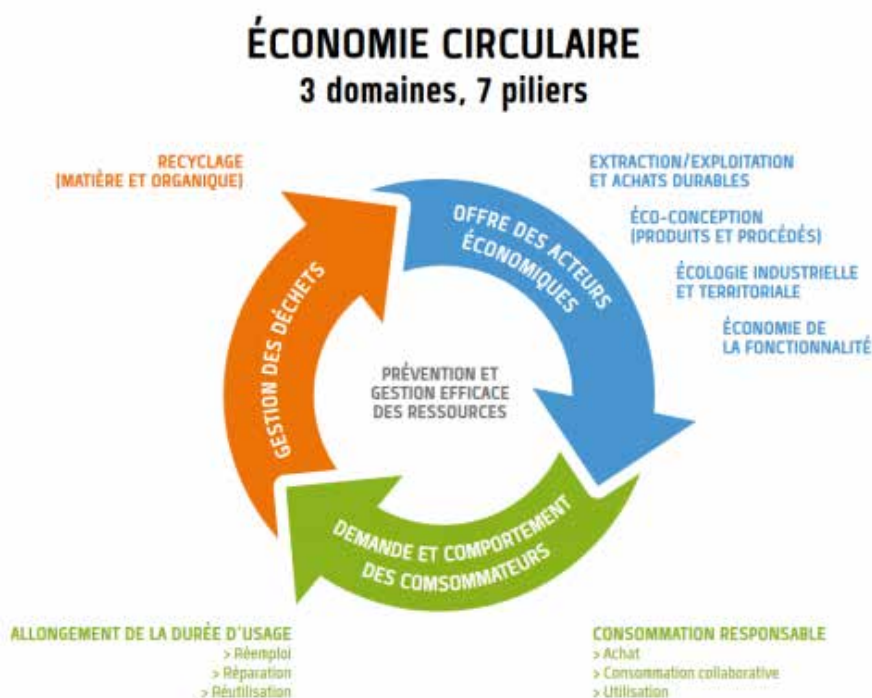 ÉCONOMIE CIRCULAIRE
3 domaines, 7 piliers
RECYCLAGE
(MATIÈRE ET ORGANIQUE)
EXTRACTION/EXPLOITATION
ET ACHATS DURABLES
ÉCO-CONCEPTION
(PRODUITS ET PROCÉDÉS)
ÉCOLOGIE INDUSTRIELLE
ET TERRITORIALE
ÉCONOMIE DE
LA FONCTIONNALITÉ
OFFRE DES ACTEURS
ÉCONOMIQUES
GESTION DES DÉCHETS
PRÉVENTION ET
GESTION EFFICACE
DES RESSOURCES
DEMANDE ET COMPORTEMENT
DES COMSOMMATEURS
ALLONGEMENT DE LA DURÉE D'USAGE
> Réemploi
> Réparation
> Réutilisation
CONSOMMATION RESPONSABLE
> Achat
> Consommation collaborative
> Utilisation